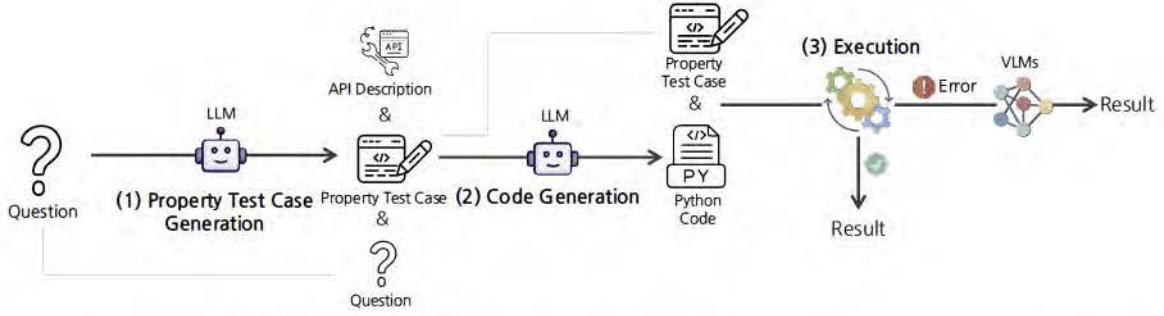 Question
LLM
(1) Property Test Case
Generation
API
API Description
&
</>
Property Test Case
&
Question
LLM
(2) Code Generation
</>
Property
Test Case
&
</>
PY
Python
Code
(3) Execution
Error
VLMs
Result
Result